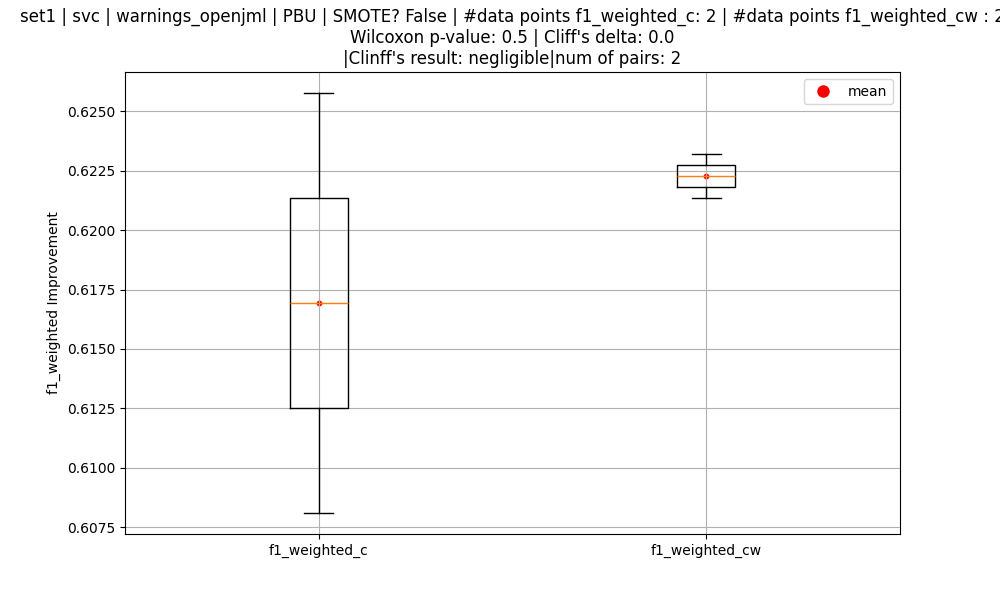 set1 | svc | warnings_openjml | PBU | SMOTE? False | #data points f1_weighted_c: 2 | #data points f1_weighted_cw : 2
Wilcoxon p-value: 0.5 | Cliff's delta: 0.0
|Clinff's result: negligible|num of pairs: 2
mean
f1_weighted Improvement
0.6250
0.6225
0.6200
0.6175
0.6150
0.6125
0.6100
0.6075
f1_weighted_c
f1_weighted_cw